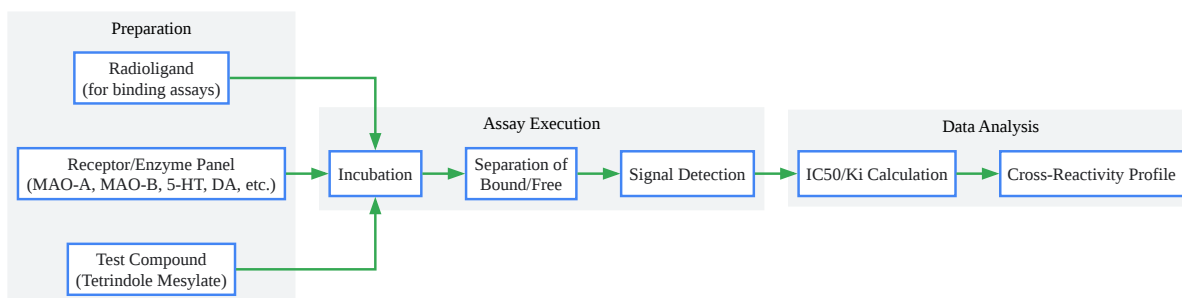 Preparation
Radioligand
(for binding assays)
Receptor/Enzyme Panel
(MAO-A, MAO-B, 5-HT, DA, etc.)
Test Compound
(Tetrindole Mesylate)
Assay Execution
Incubation
Separation of
Bound/Free
Signal Detection
Data Analysis
IC50/Ki Calculation
Cross-Reactivity Profile